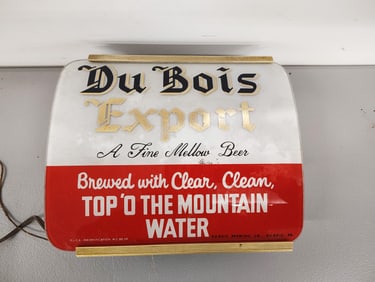 Du Bois
Export
A Fine Mellow Beer
Brewed with Clear, Clean,
TOP 'O THE MOUNTAIN
WATER